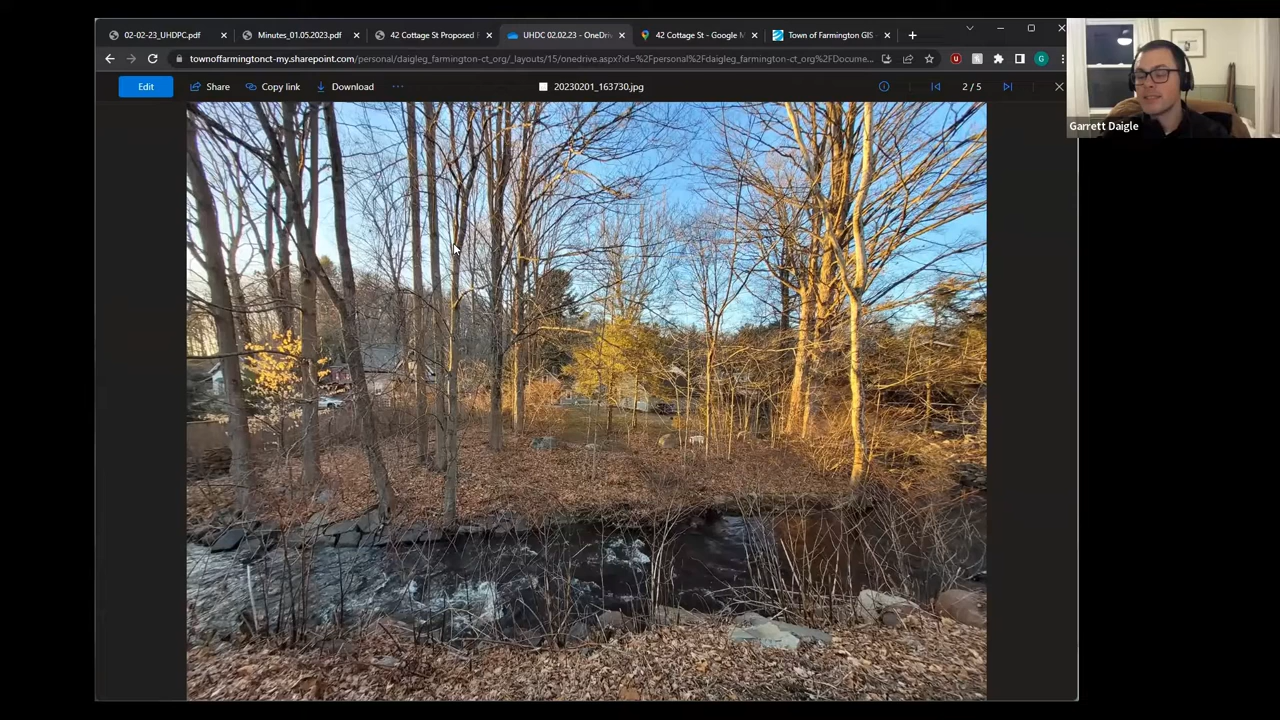 02-02-23_UHDPC.pdf
Minutes_01.05.2023.pdf
42 Cottage St Proposed F
UHDC 02.02.23 - OneDriv
42 Cottage St - Google M
Town of Farmington GIS -
townoffarmingtonct-my.sharepoint.com/personal/daigleg_farmington-ct_org/_layouts/15/onedrive.aspx?id=%2Fpersonal%2Fdaigleg_farmington-ct_org%2FDocume...
G
Edit
Share
Copy link
Download
20230201_163730.jpg
2 / 5
Garrett Daigle